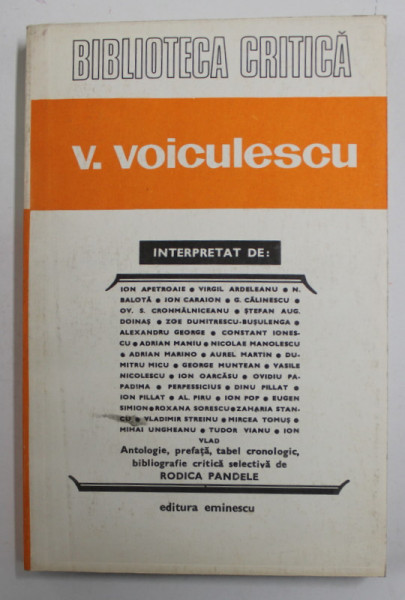 BIBLIOTECA CRITICĂ
v. voiculescu
INTERPRETAT DE:
ION APETROAIE • VIRGIL ARDELEANU • N.
BALOTĂ • ION CARAION • G. CĂLINESCU •
OV. S. CROHMĂLNICEANU • ŞTEFAN AUG.
DOINAŞ • ZOE DUMITRESCU-BUŞULENGA •
ALEXANDRU GEORGE • CONSTANT IONES-
CU • ADRIAN MANIU • NICOLAE MANOLESCU
• ADRIAN MARINO • AUREL MARTIN • DU-
MITRU MICU • GEORGE MUNTEAN • VASILE
NICOLESCU • ION OARCĂSU • OVIDIU PA-
PADIMA • PERPESSICIUS • DINU PILLAT •
ION PILLAT • AL. PIRU • ION POP • EUGEN
SIMION • ROXANA SORESCU • ZAHARIA STAN-
CU • VLADIMIR STREINU • MIRCEA TOMUŞ •
MIHAI UNGHEANU • TUDOR VIANU • ION
VLAD
Antologie, prefaţă, tabel cronologic,
bibliografie critică selectivă de
RODICA PANDELE
editura eminescu